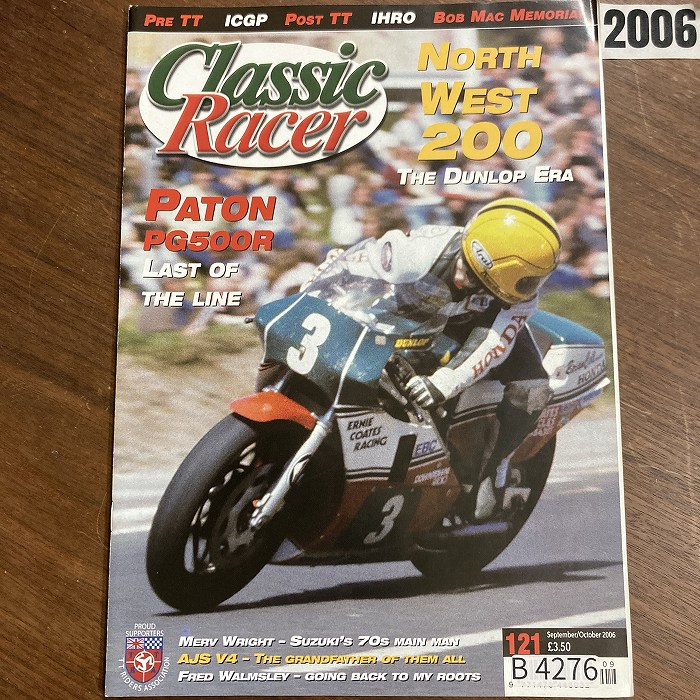 PRE TT ICGP POST TT IHRO BOB MAC MEMORIAL
2006
Classic
Racer
NORTH
WEST
200
THE DUNLOP ERA
PATON
PG500R
LAST OF
THE LINE
Arai
3
DUNLOP
HONDA
HONDA
ERNIE
COATES
RACING
EBC
3
PROUD
SUPPORTERS
TT RIDERS ASSOCIATION
MERV WRIGHT - SUZUKI'S 70S MAN MAN
AJS V4 - THE GRANDFATHER OF THEM ALL
FRED WALMSLEY - GOING BACK TO MY ROOTS
121
September/October 2006
£3.50
B 4276
09